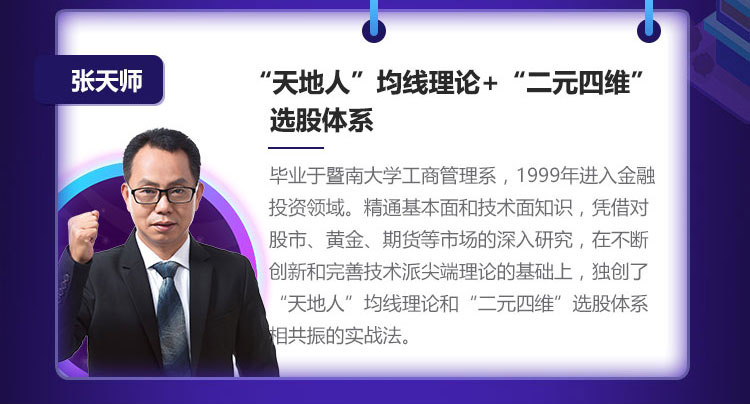 张天师
“天地人”均线理论+“二元四维”
选股体系
毕业于暨南大学工商管理系，1999年进入金融
投资领域。精通基本面和技术面知识，凭借对
股市、黄金、期货等市场的深入研究，在不断
创新和完善技术派尖端理论的基础上，独创了
“天地人”均线理论和“二元四维”选股体系
相共振的实战法。